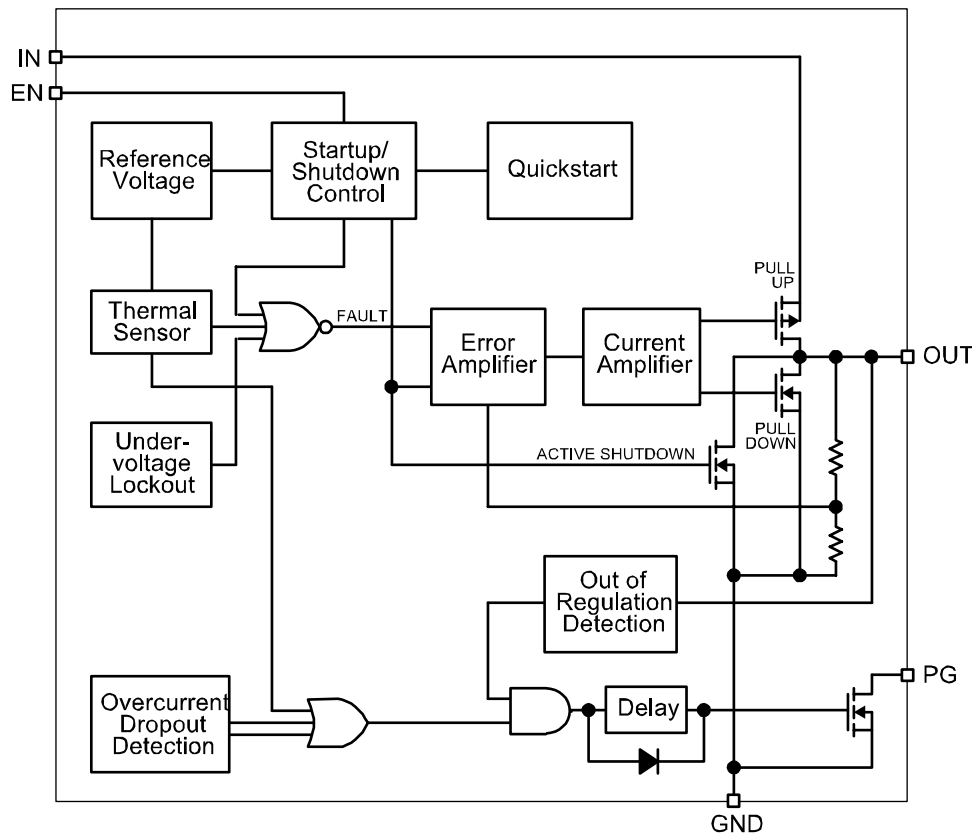 IN
EN
Reference
Voltage
Startup/
Shutdown
Control
Quickstart
PULL
UP
Thermal
Sensor
FAULT
Error
Amplifier
Current
Amplifier
OUT
PULL
DOWN
Under-
voltage
Lockout
ACTIVE SHUTDOWN
Out of
Regulation
Detection
PG
Overcurrent
Dropout
Detection
Delay
GND